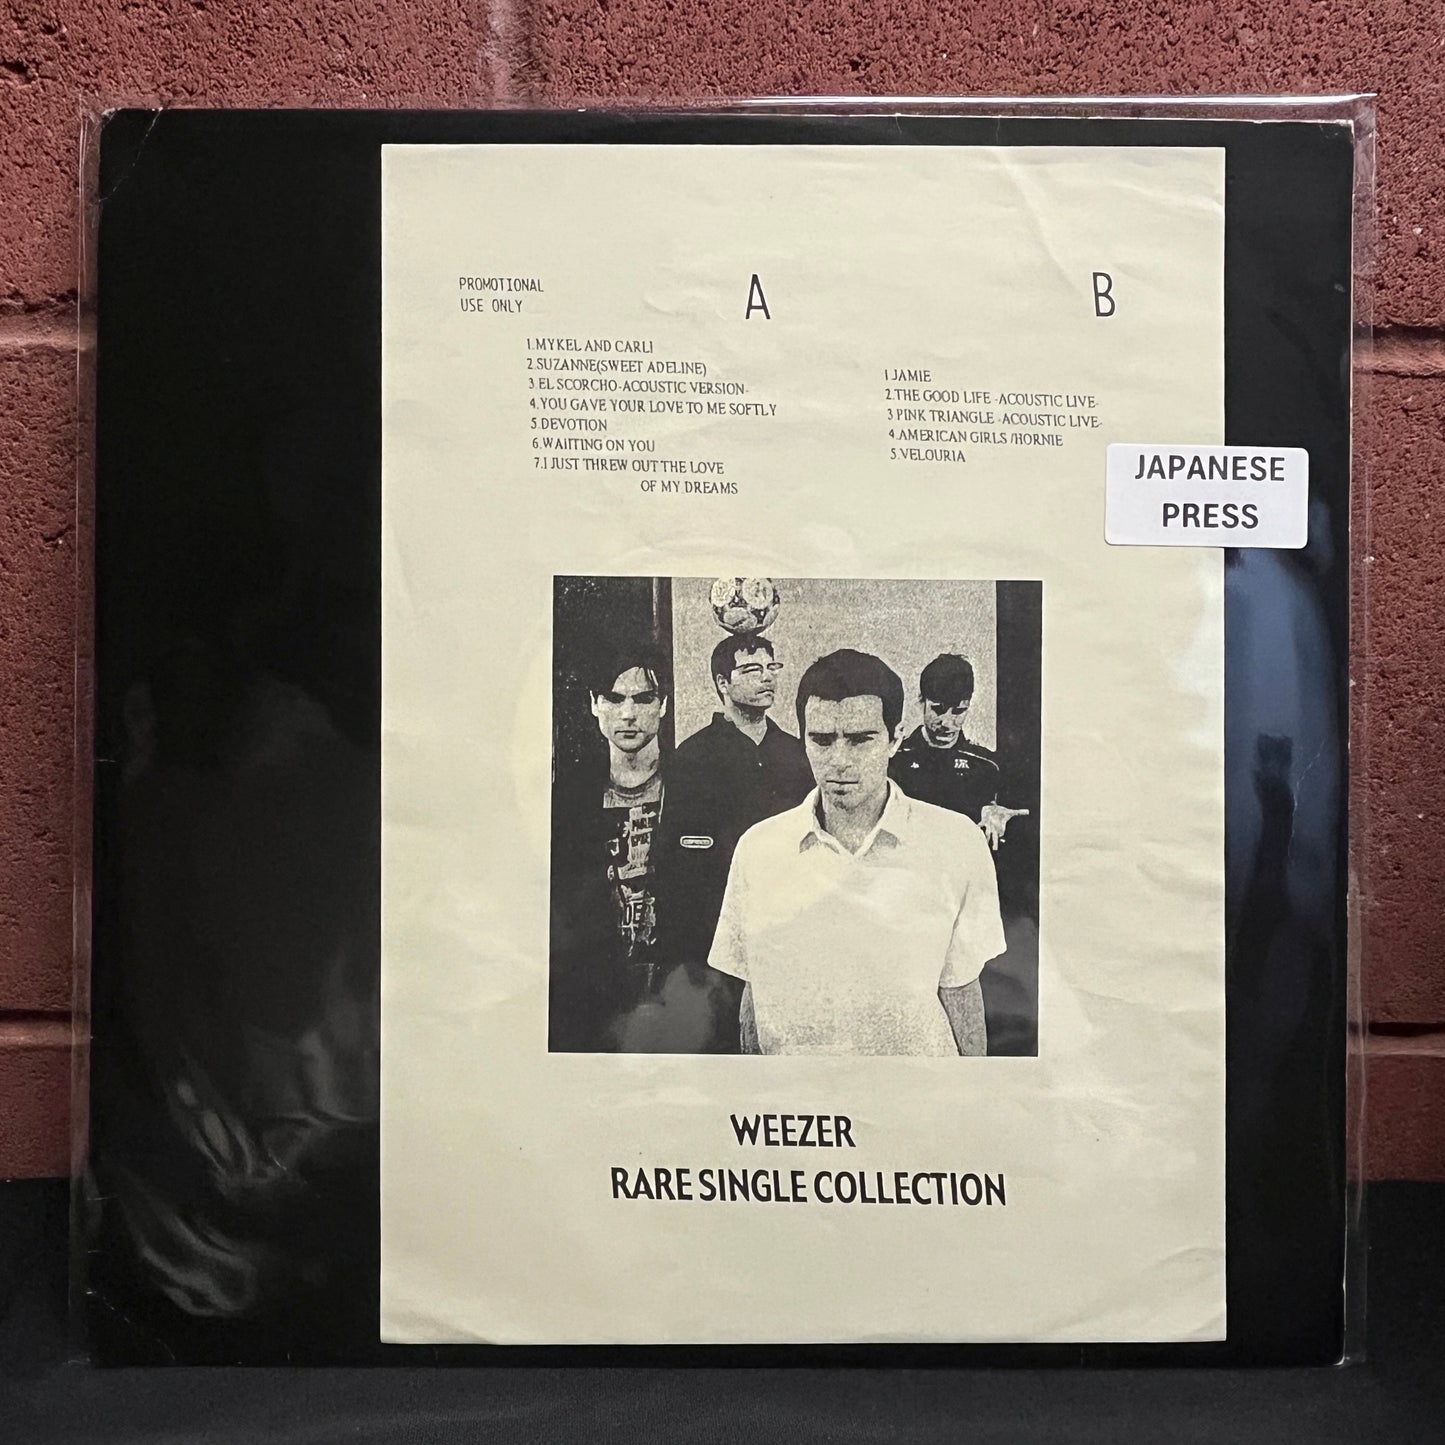 PROMOTIONAL
USE ONLY
A
1.MYKEL AND CARLI
2.SUZANNE(SWEET ADELINE)
3 EL SCORCHO-ACOUSTIC VERSION-
4.YOU GAVE YOUR LOVE TO ME SOFTLY
5.DEVOTION
6.WAIITING ON YOU
7.I JUST THREW OUT THE LOVE
OF MY DREAMS
B
1.JAMIE
2.THE GOOD LIFE -ACOUSTIC LIVE-
3 PINK TRIANGLE -ACOUSTIC LIVE-
4.AMERICAN GIRLS /HORNIE
5.VELOURIA
JAPANESE
PRESS
WEEZER
RARE SINGLE COLLECTION